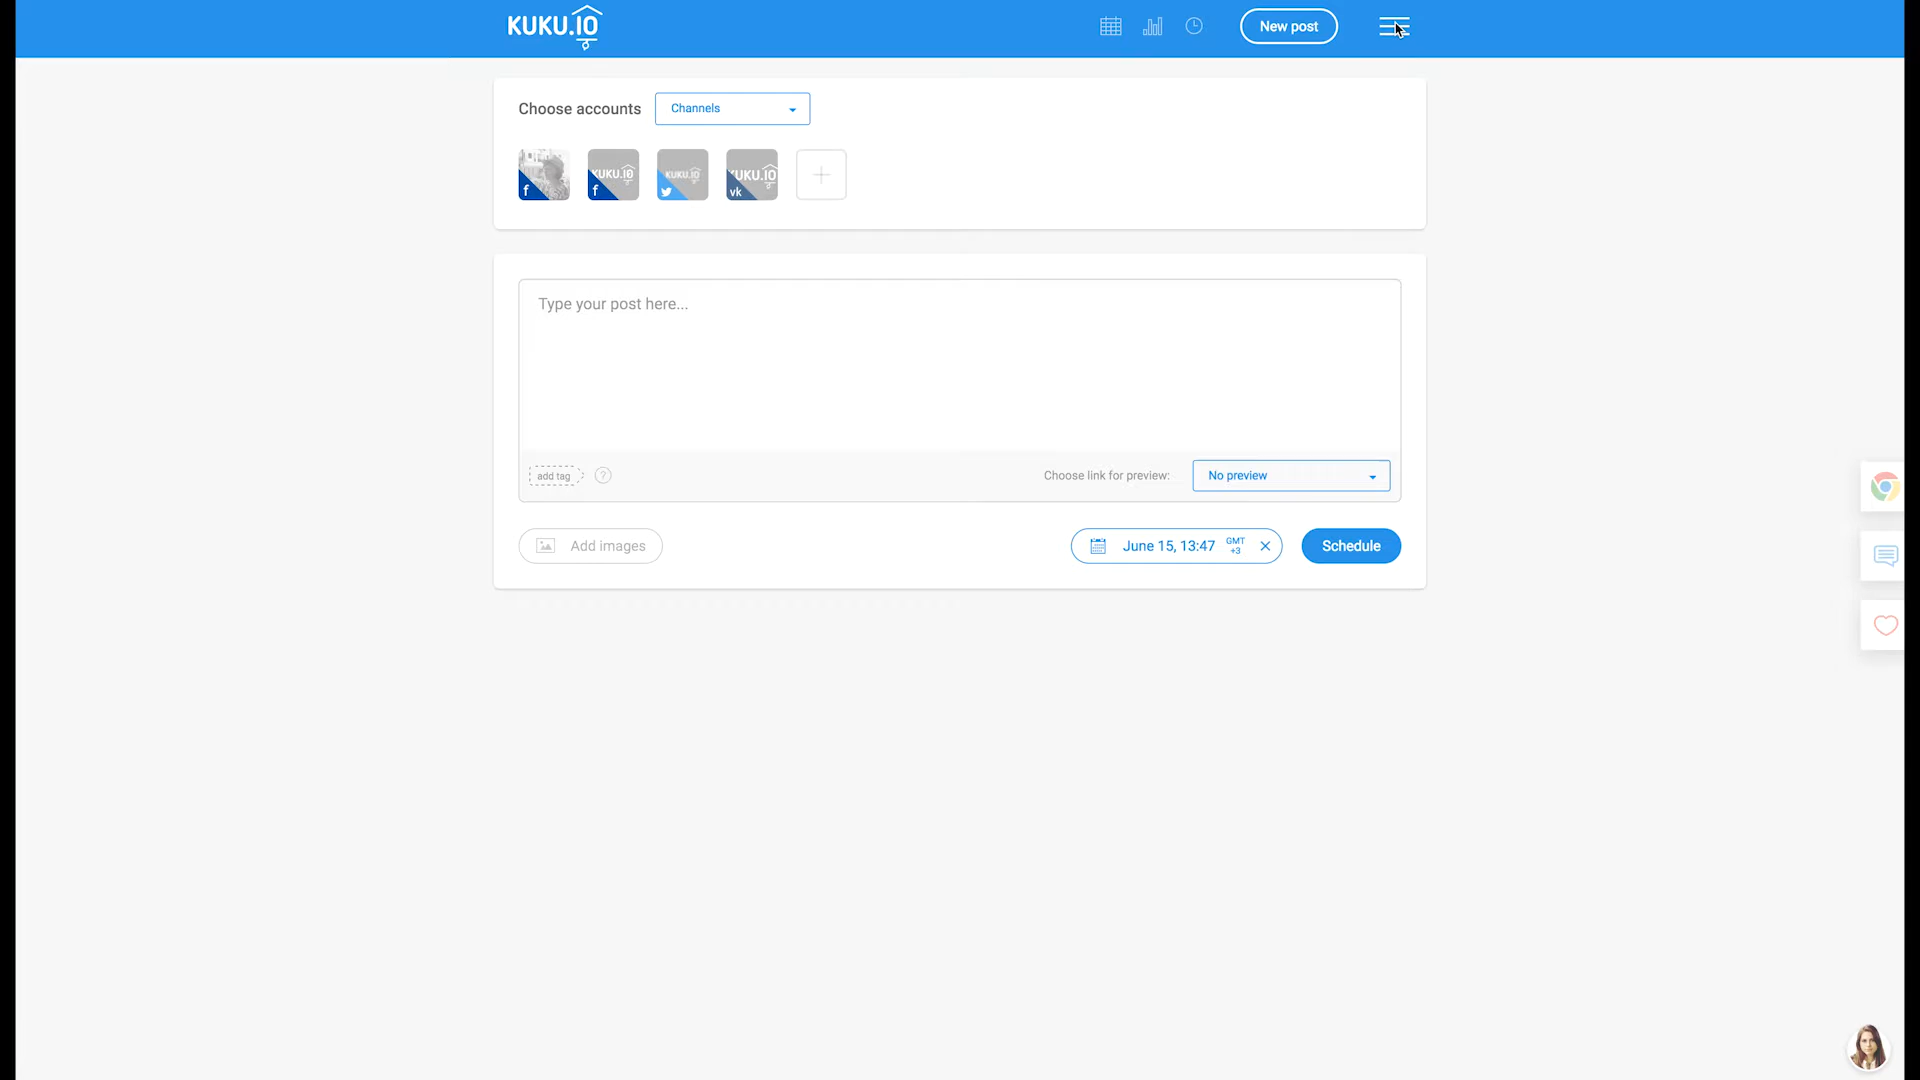 KUKU.IO
New post
Choose accounts
Channels
f
KUKU.IO
f
KUKU.IO
KUKU.IO
vk
Type your post here...
add tag
?
Choose link for preview:
No preview
Add images
June 15, 13:47
GMT
+3
Schedule